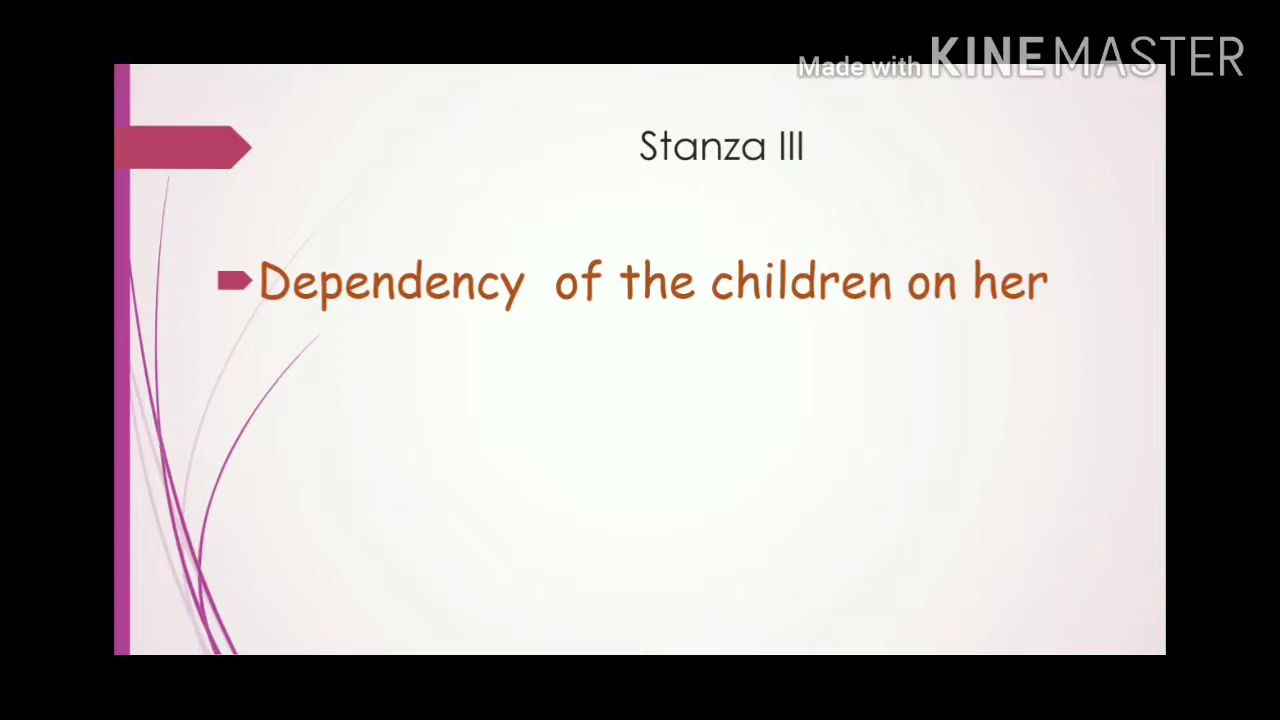 Made with KINEMASTER
Stanza III
Dependency of the children on her